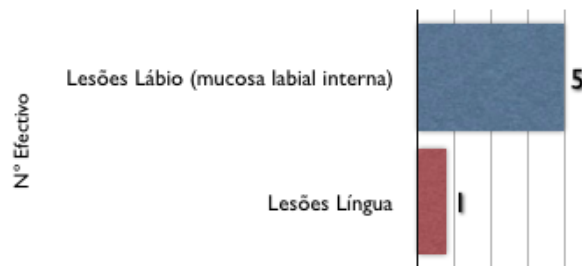 Nº Efectivo
Lesões Lábio (mucosa labial interna)
5
Lesões Língua
1